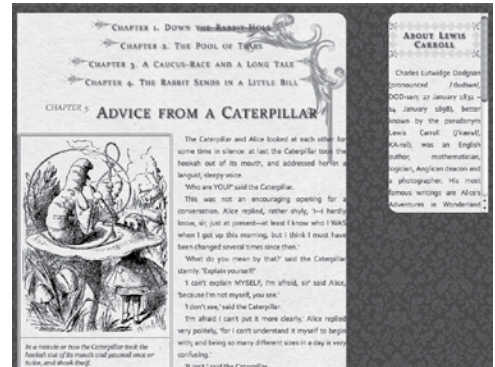 CHAPTER 1. DOWN THE RABBIT-HOLE
CHAPTER 2. THE POOL OF TEARS
CHAPTER 3. A CAUCUS-RACE AND A LONG TALE
CHAPTER 4. THE RABBIT SENDS IN A LITTLE BILL
CHAPTER 5 ADVICE FROM A CATERPILLAR
The Caterpillar and Alice looked at each other for
some time in silence: at last the Caterpillar took the
hookah out of its mouth, and addressed her in a
languid, sleepy voice.
'Who are YOU?' said the Caterpillar.
This was not an encouraging opening for a
conversation. Alice replied, rather shyly, 'I—I hardly
know, sir, just at present—at least I know who I WAS
when I got up this morning, but I think I must have
been changed several times since then.'
'What do you mean by that?' said the Caterpillar
sternly. 'Explain yourself!'
'I can't explain MYSELF, I'm afraid, sir' said Alice,
'because I'm not myself, you see.'
'I don't see,' said the Caterpillar.
'I'm afraid I can't put it more clearly,' Alice replied
very politely, 'for I can't understand it myself to begin
with; and being so many different sizes in a day is very
confusing.'
'It isn't,' said the Caterpillar.
In a minute or two the Caterpillar took the
hookah out of its mouth and yawned once or
twice, and shook itself.
ABOUT LEWIS
CARROLL
Charles Lutwidge Dodgson
(pronounced /ˈdɒdsən/,
DOD-sən; 27 January 1832 –
14 January 1898), better
known by the pseudonym
Lewis Carroll (/ˈkærəl/,
KA-rəl), was an English
author, mathematician,
logician, Anglican deacon and
a photographer. His most
famous writings are Alice's
Adventures in Wonderland